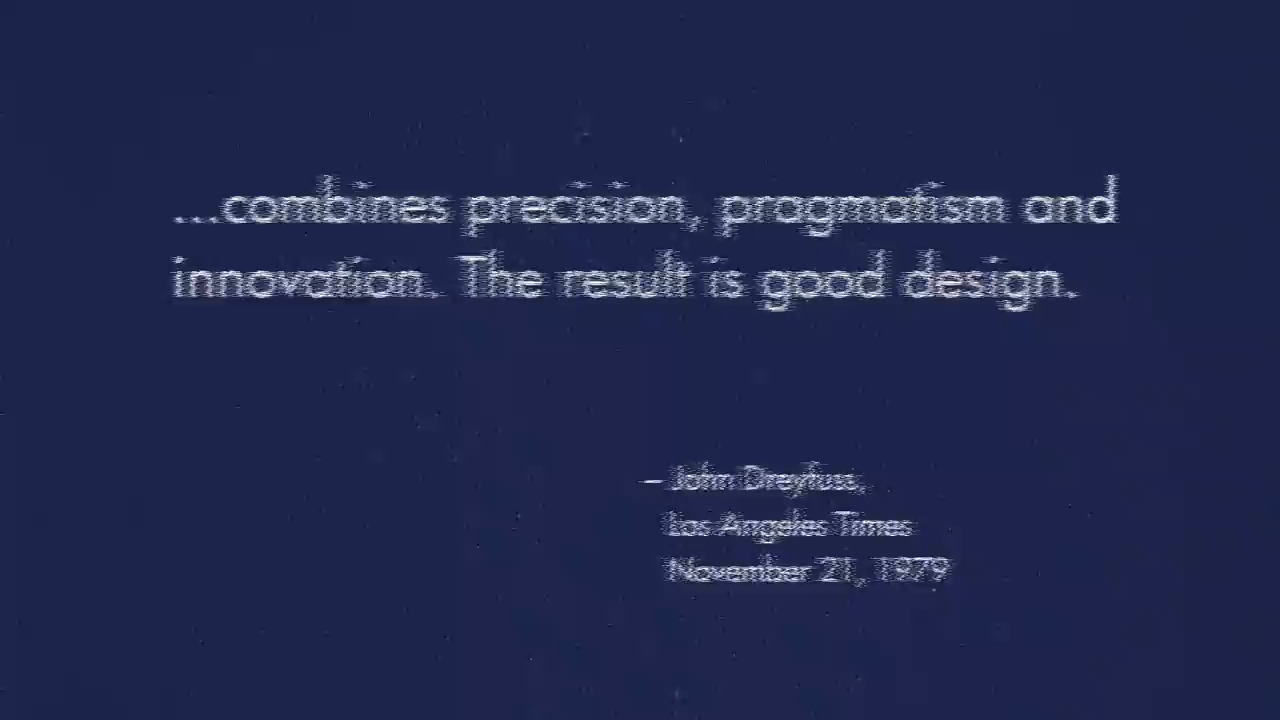 ...combines precision, pragmatism and
innovation. The result is good design.
— John Dreyfuss,
Los Angeles Times
November 21, 1979